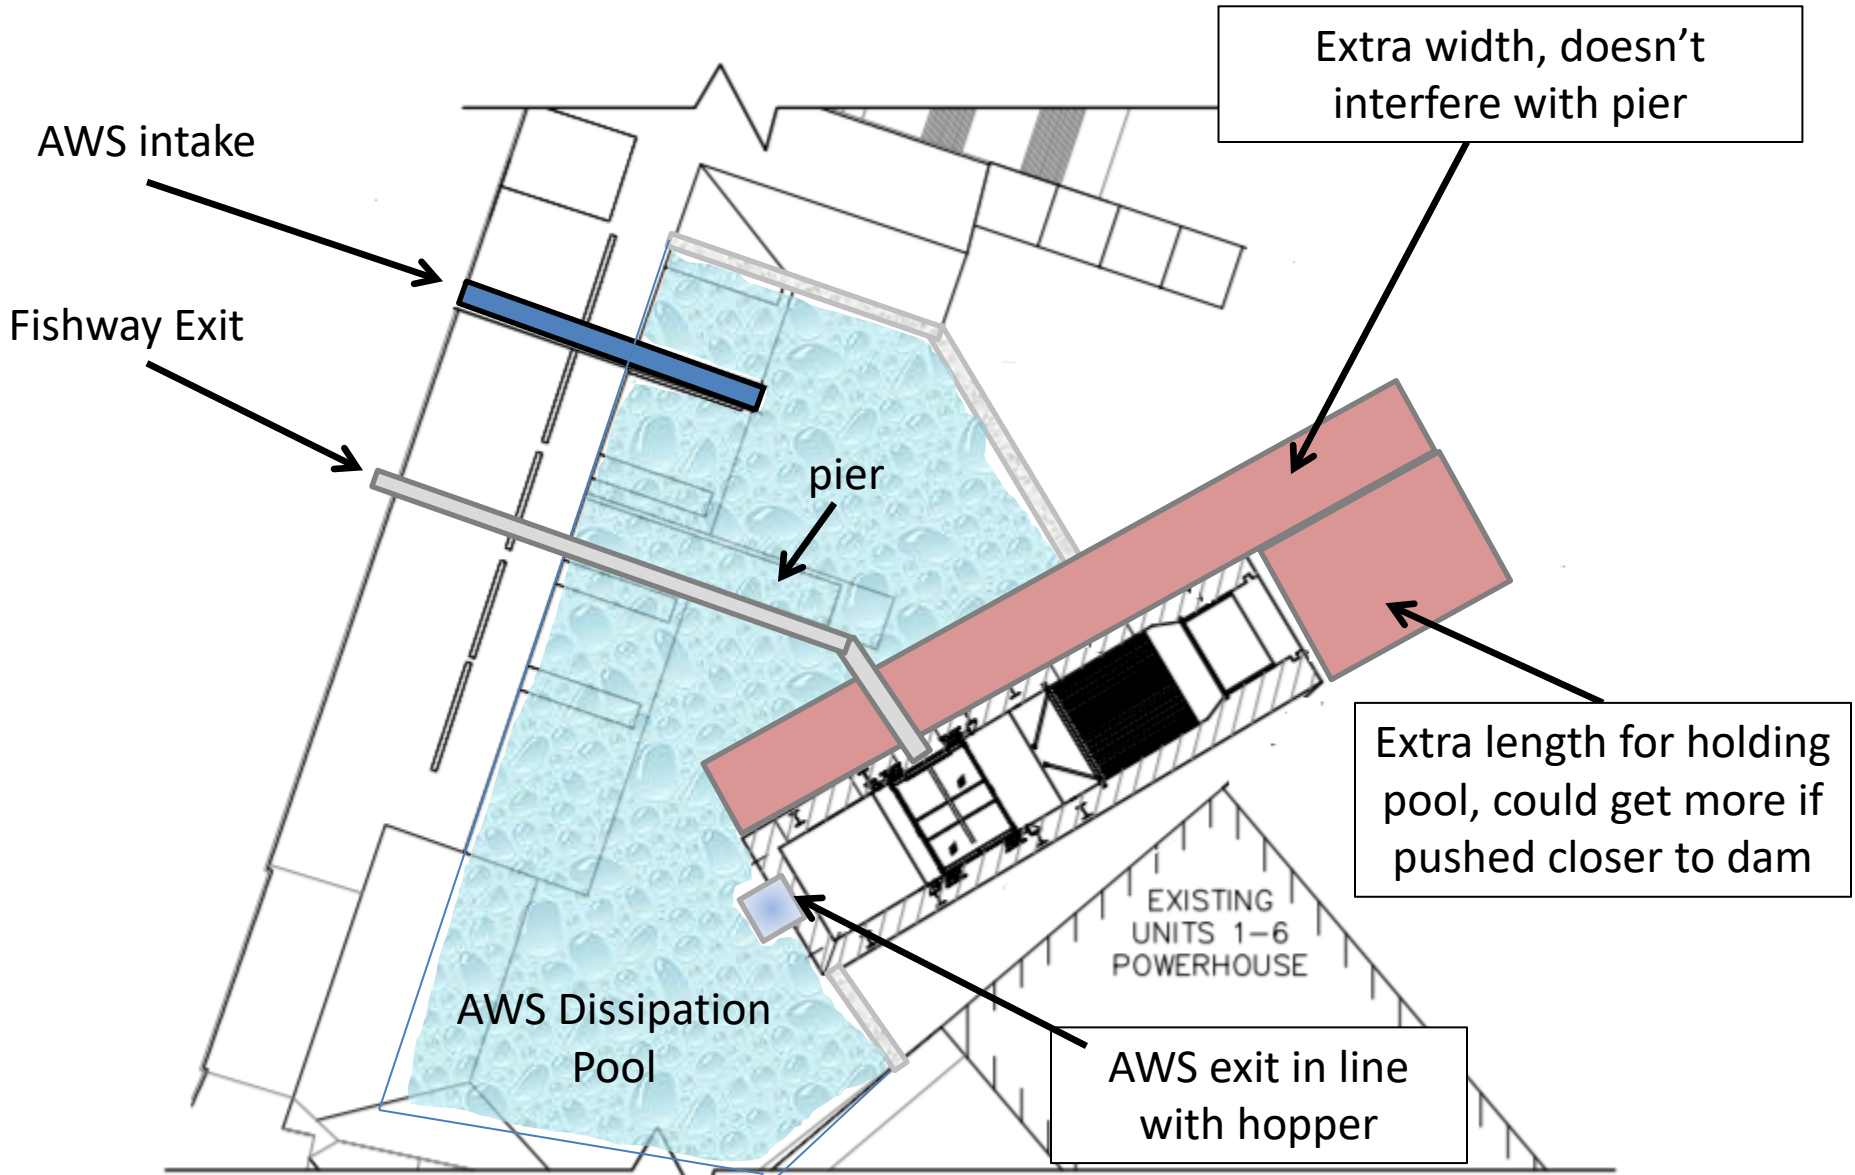 Extra width, doesn’t
interfere with pier
AWS intake
Fishway Exit
pier
Extra length for holding
pool, could get more if
pushed closer to dam
EXISTING
UNITS 1–6
POWERHOUSE
AWS Dissipation
Pool
AWS exit in line
with hopper